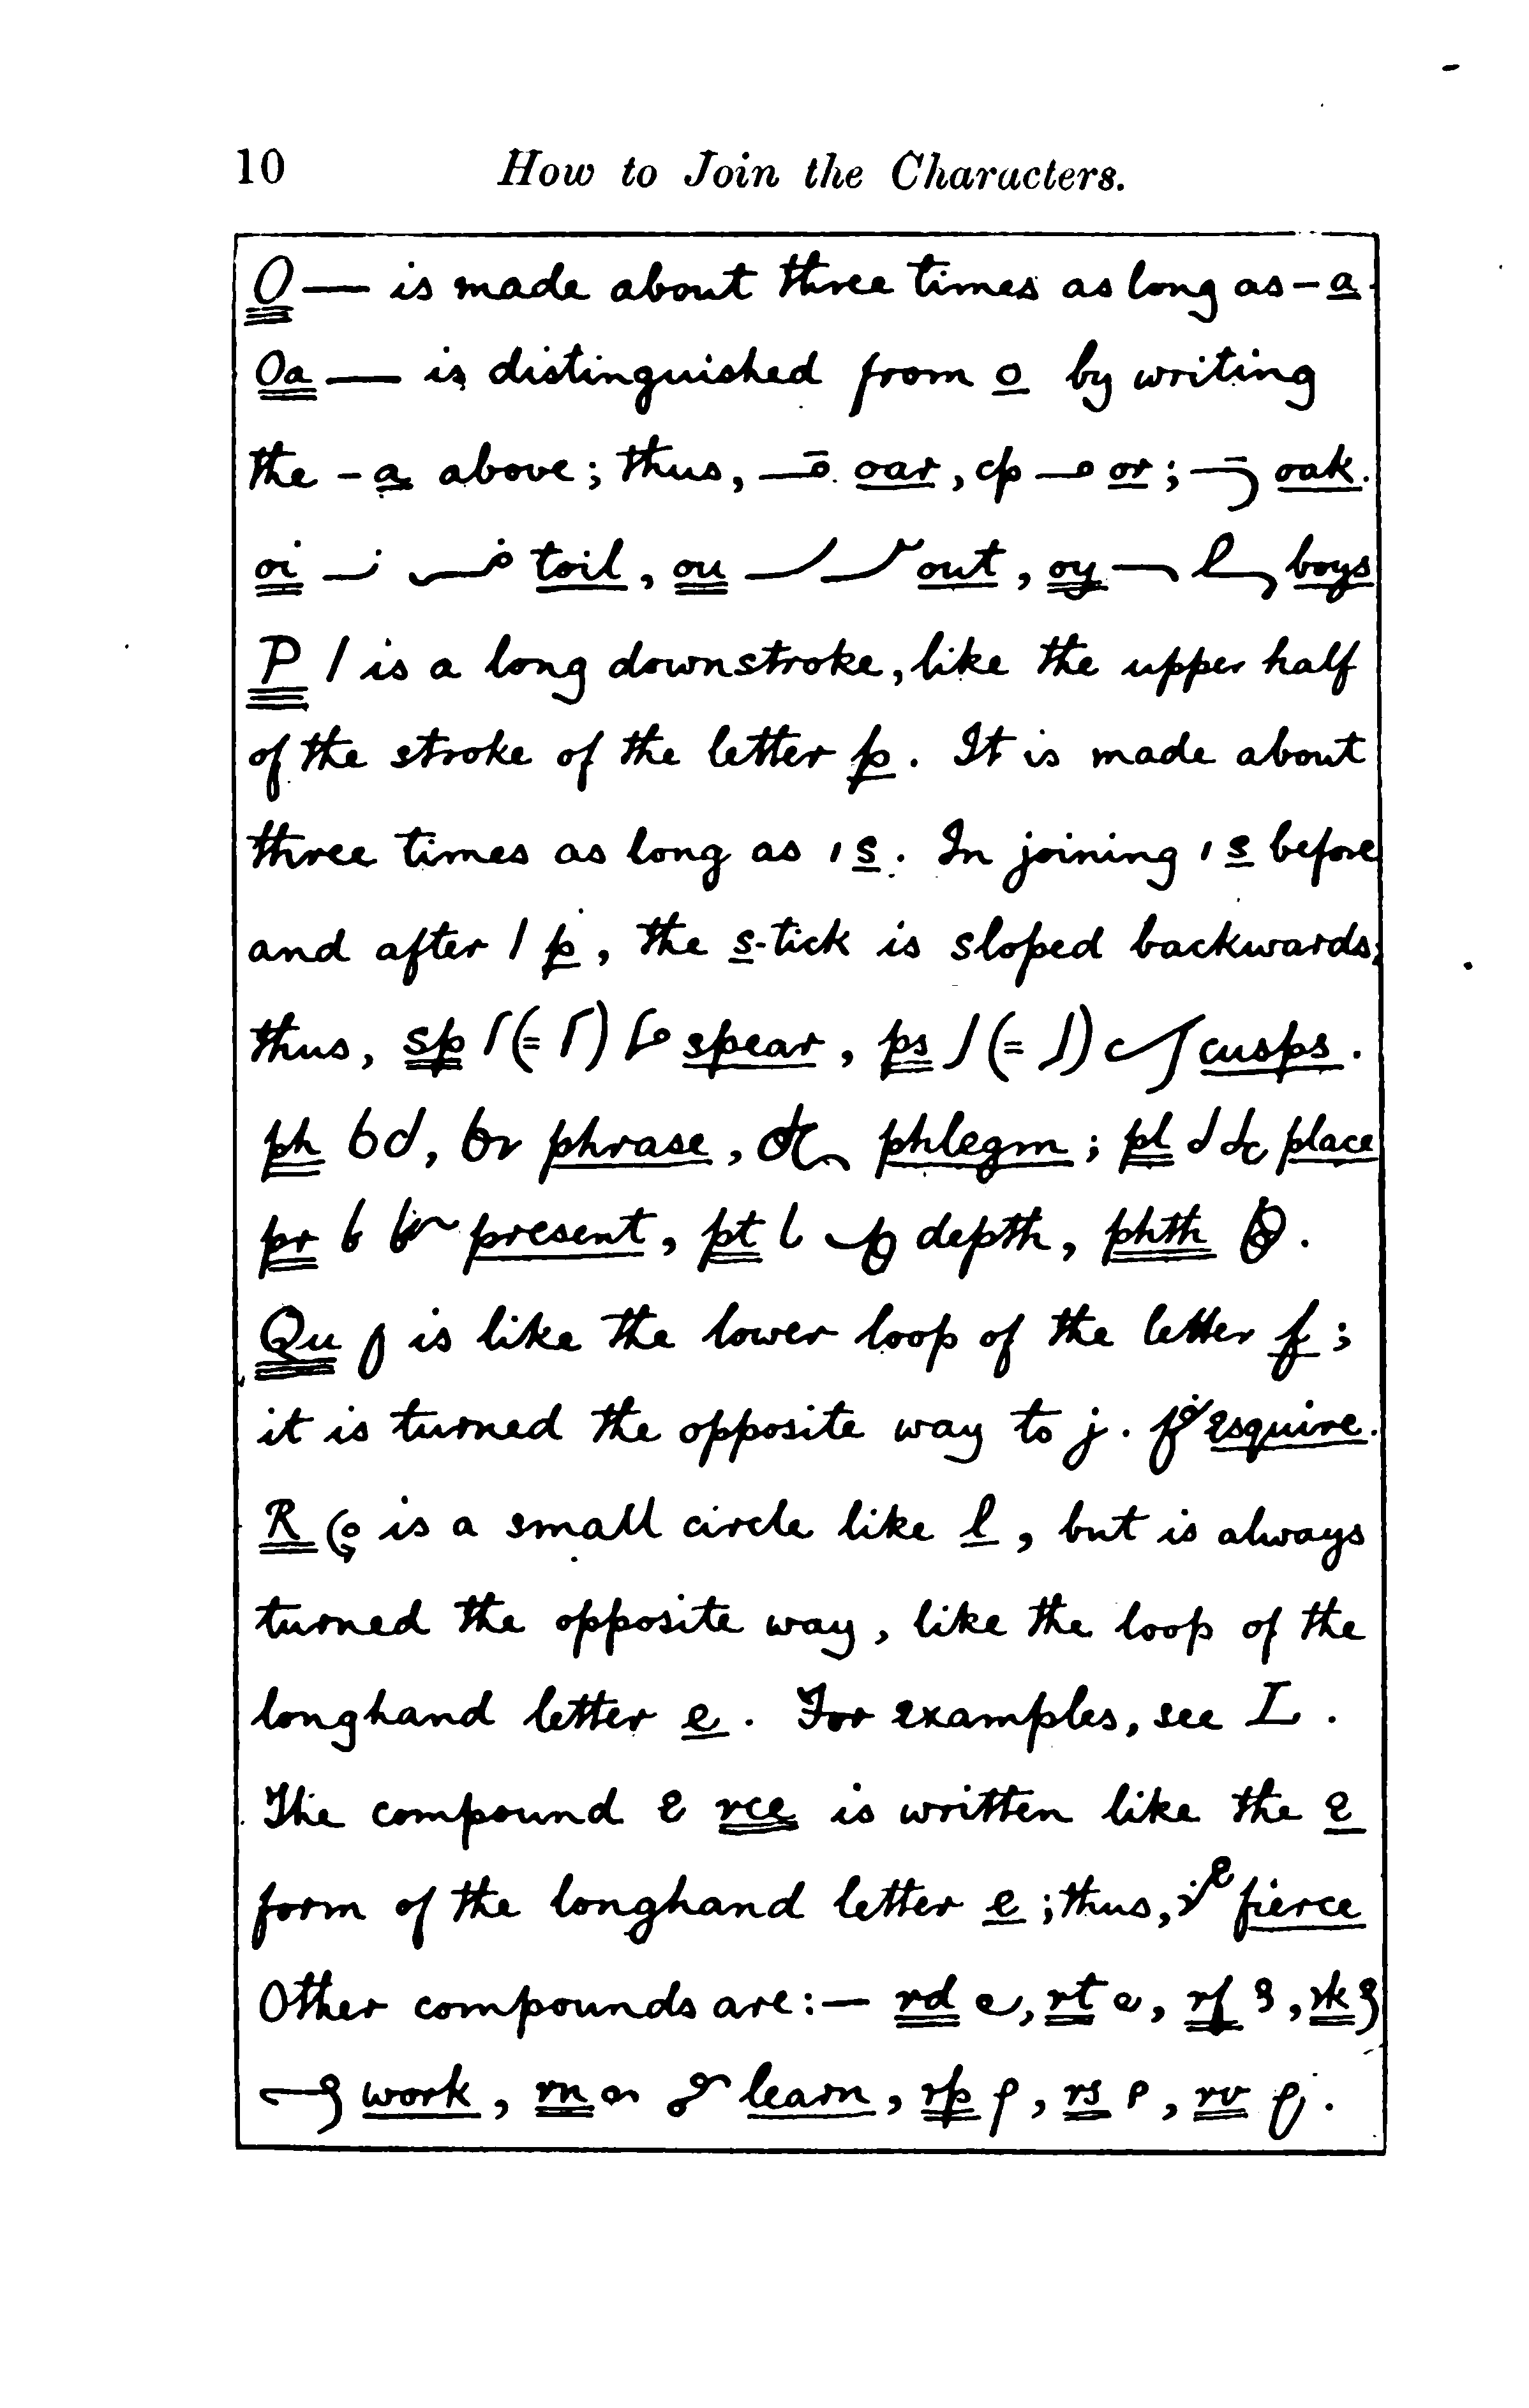 10 How to Join the Characters.
O — is made about three times as long as - a.
Oa — is distinguished from o by writing
the - a above; thus, oar, cp or; oak.
oi toil, ou out, oy boys
P / is a long downstroke, like the upper half
of the stroke of the letter p. It is made about
three times as long as ı s. In joining ı s before
and after / p, the s-tick is sloped backwards;
thus, sp (= ) spear, ps (= ) cusps.
ph , phrase, phlegm; pl place
pr present, pt depth, phth .
Qu is like the lower loop of the letter f;
it is turned the opposite way to j. esquire.
R is a small circle like l, but is always
turned the opposite way, like the loop of the
longhand letter e. For examples, see L.
The compound rce is written like the e
form of the longhand letter e; thus, fierce
Other compounds are:— rd , rt , rf , rk
work, rn learn, rp , rs , rv .